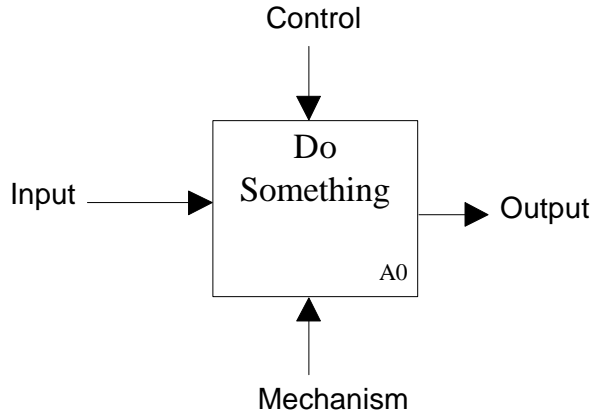 Control
Do
Something
Input
Output
A0
Mechanism